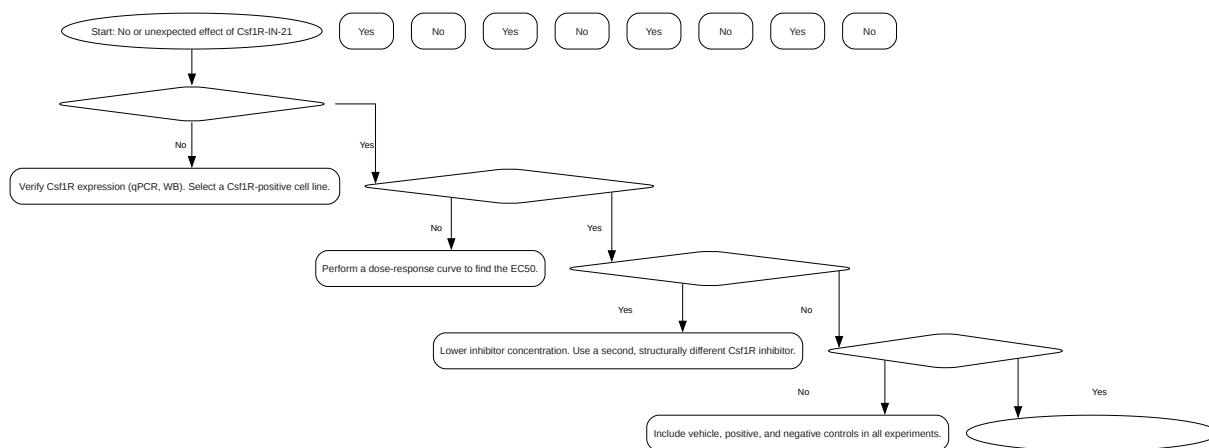 Start: No or unexpected effect of Csf1R-IN-21
Yes
No
Yes
No
Yes
No
Yes
No
No
Yes
Verify Csf1R expression (qPCR, WB). Select a Csf1R-positive cell line.
No
Yes
Perform a dose-response curve to find the EC50.
Yes
No
Lower inhibitor concentration. Use a second, structurally different Csf1R inhibitor.
No
Yes
Include vehicle, positive, and negative controls in all experiments.